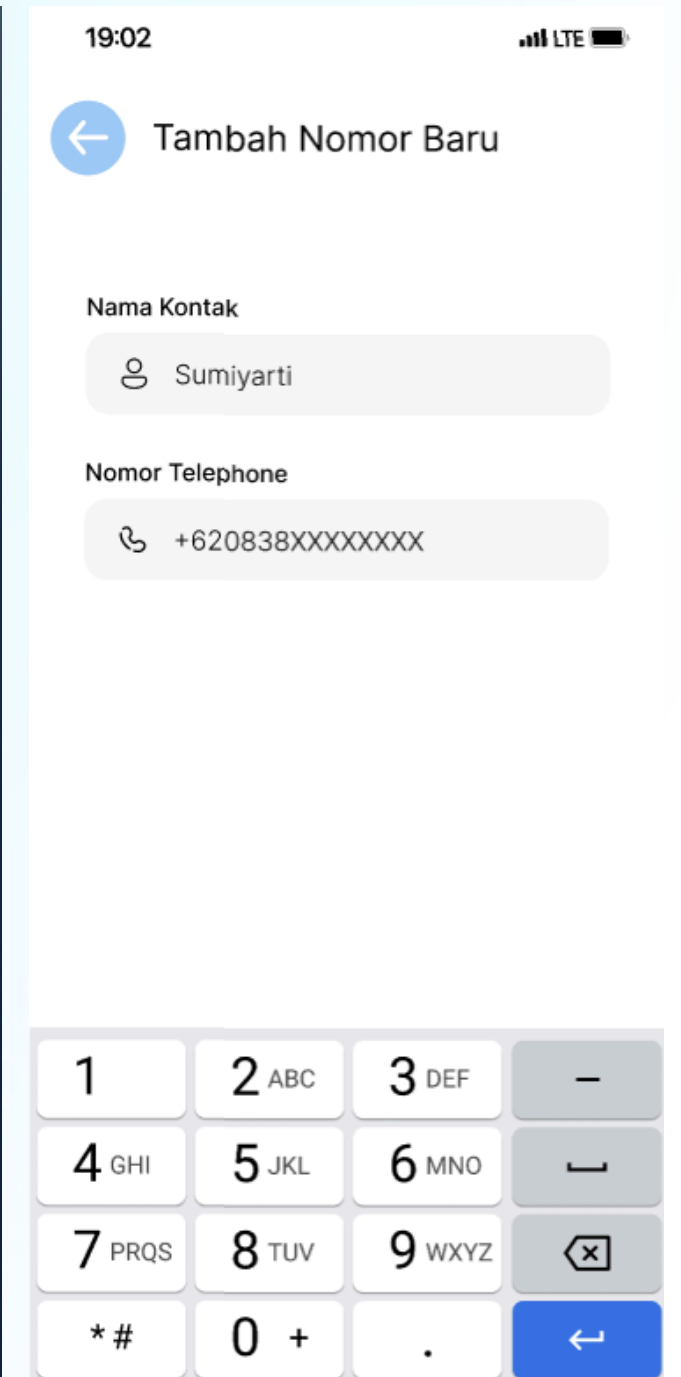 19:02 LTE
Tambah Nomor Baru
Nama Kontak
Sumiyarti
Nomor Telephone
+620838XXXXXXXX
1 2 ABC 3 DEF –
4 GHI 5 JKL 6 MNO
7 PRQS 8 TUV 9 WXYZ
*# 0 + .